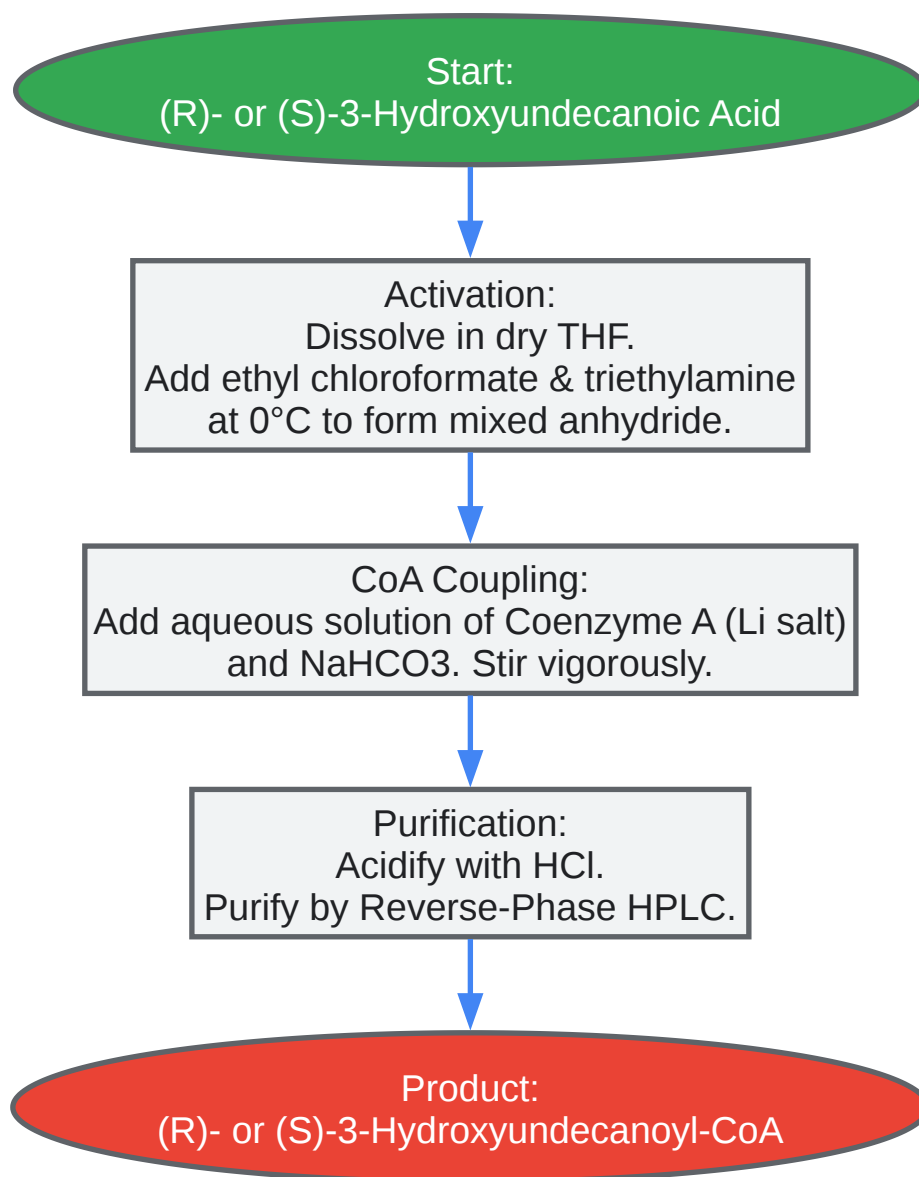 Start:
(R)- or (S)-3-Hydroxyundecanoic Acid
Activation:
Dissolve in dry THF.
Add ethyl chloroformate & triethylamine
at 0°C to form mixed anhydride.
CoA Coupling:
Add aqueous solution of Coenzyme A (Li salt)
and NaHCO3. Stir vigorously.
Purification:
Acidify with HCl.
Purify by Reverse-Phase HPLC.
Product:
(R)- or (S)-3-Hydroxyundecanoyl-CoA